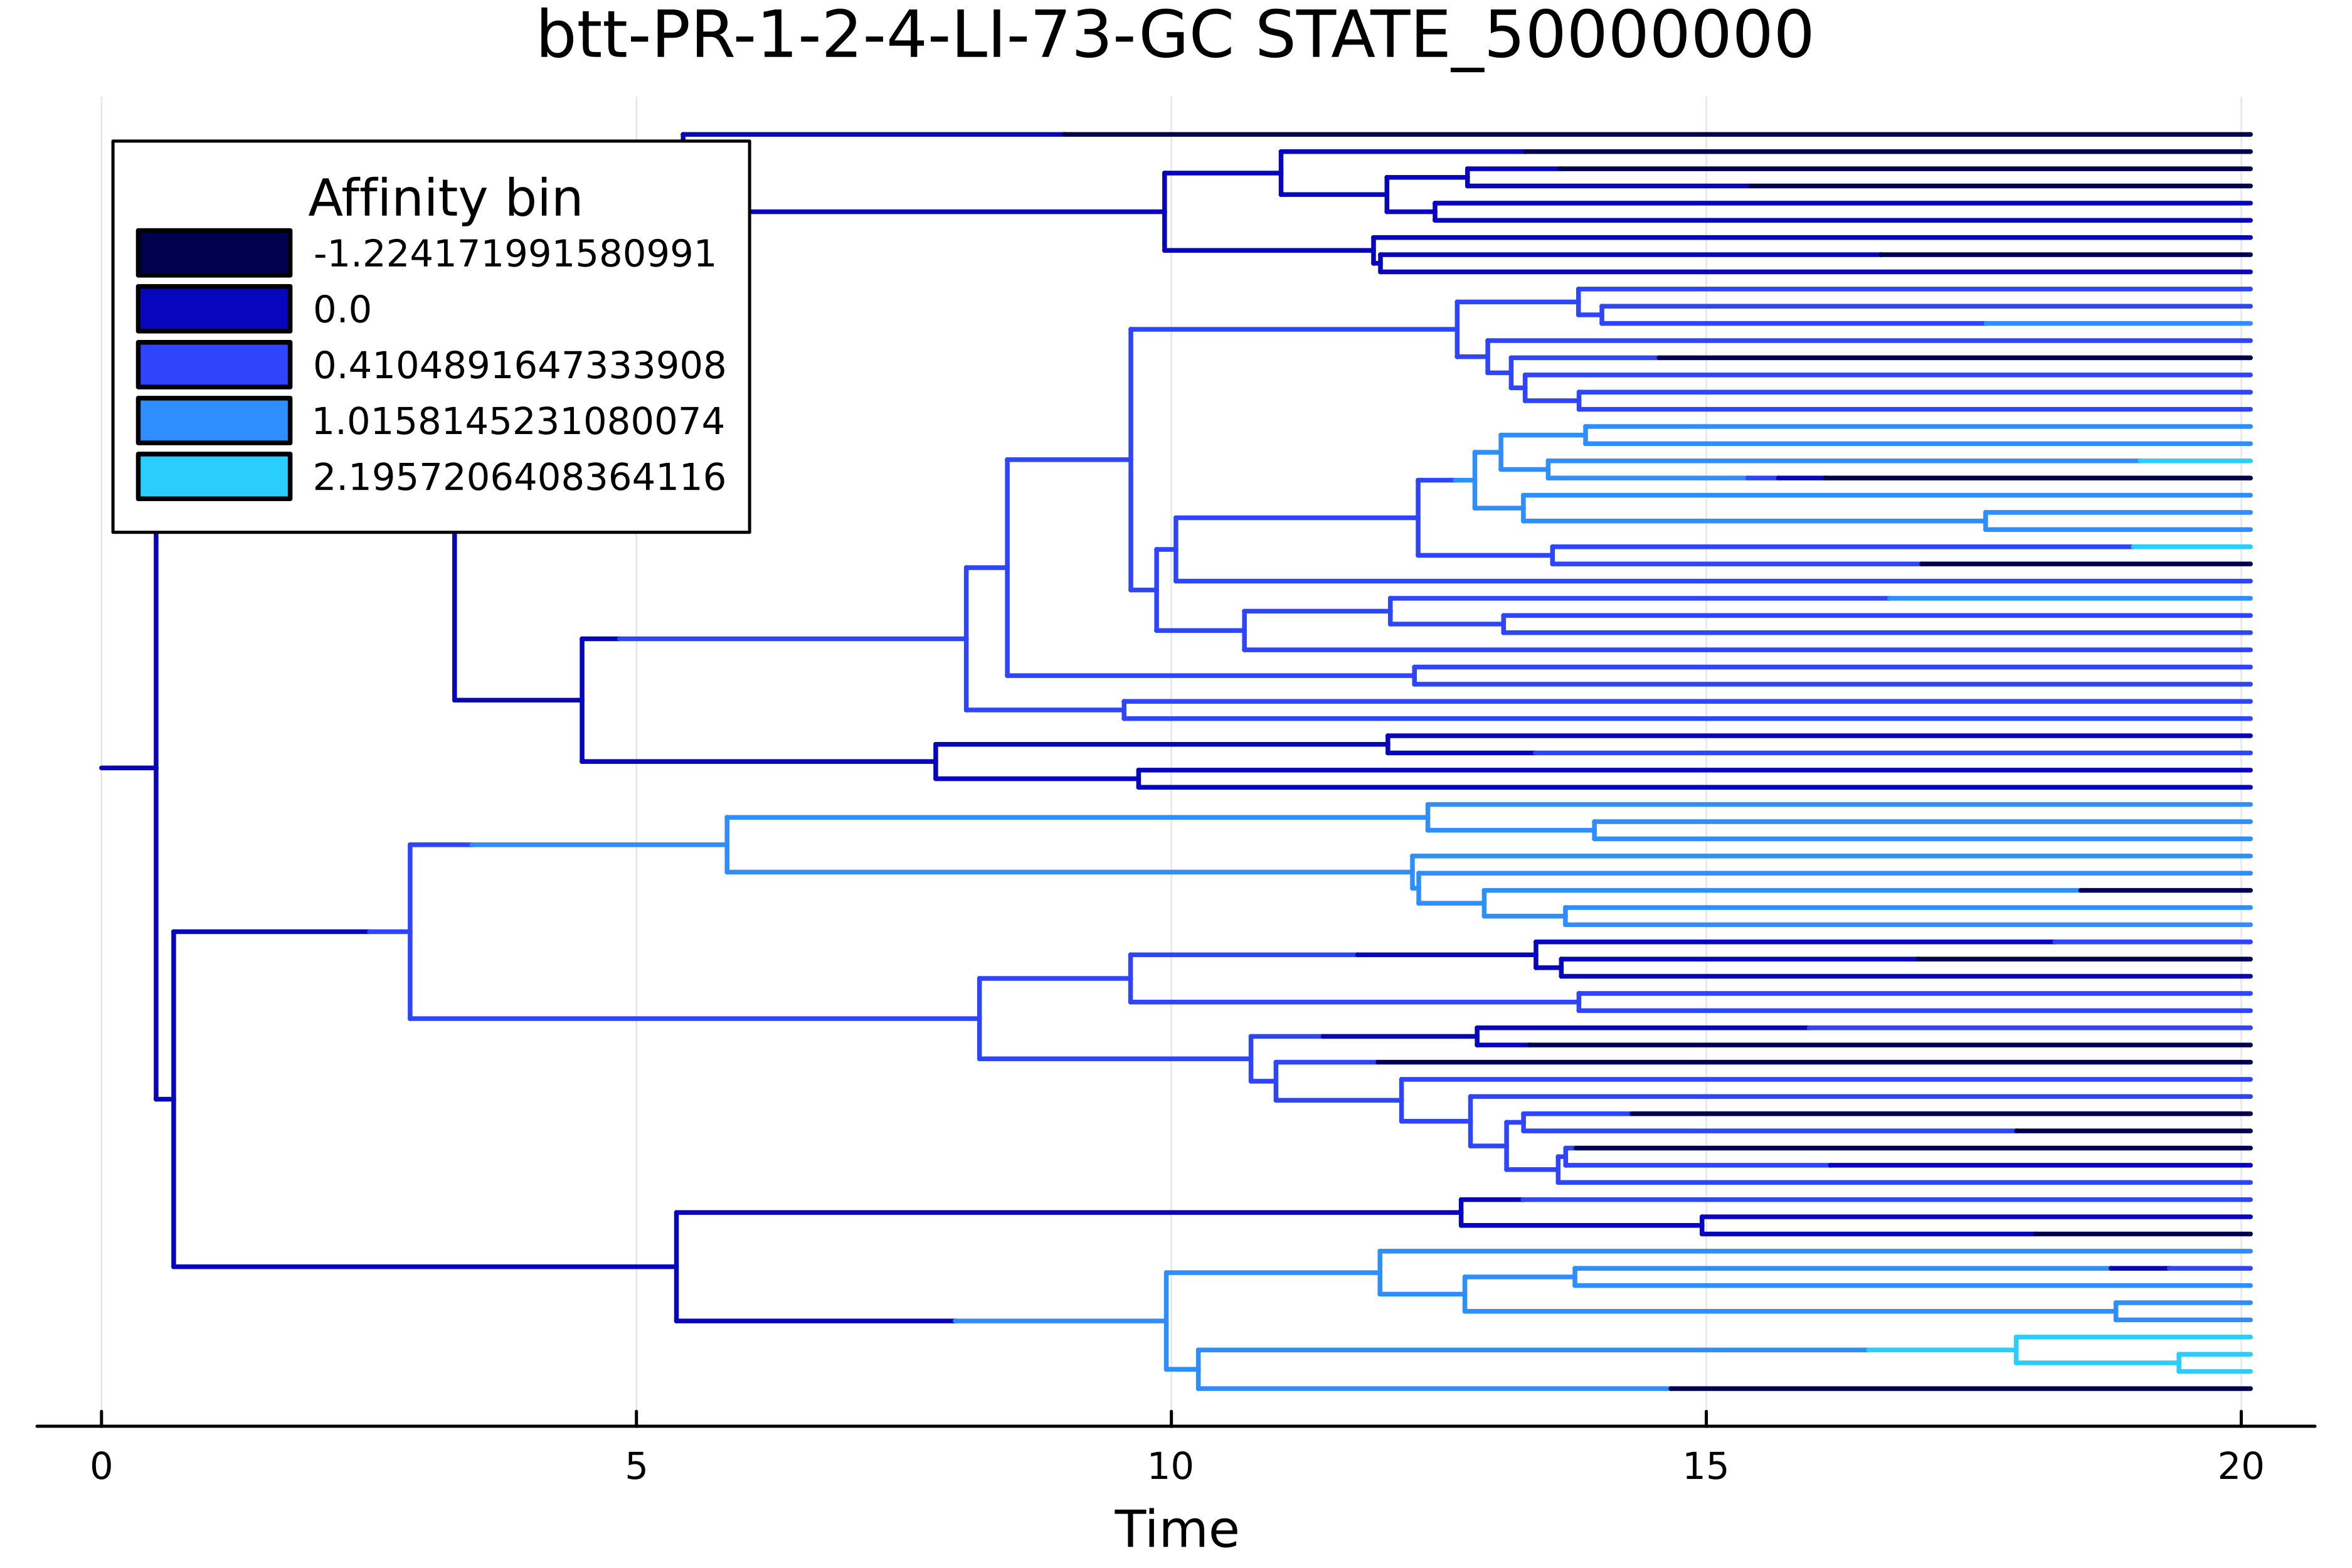 btt-PR-1-2-4-LI-73-GC STATE_50000000
Affinity bin
-1.224171991580991
0.0
0.4104891647333908
1.0158145231080074
2.1957206408364116
0 5 10 15 20
Time